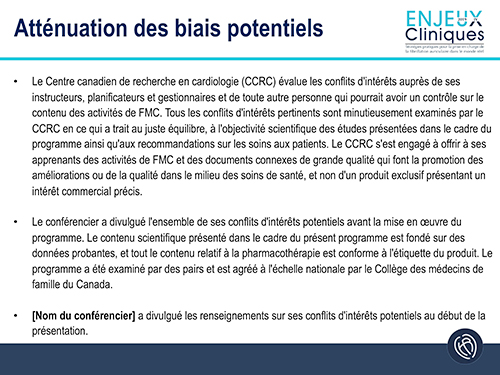 Atténuation des biais potentiels
ENJEUX
Cliniques
• Le Centre canadien de recherche en cardiologie (CCRC) évalue les conflits d'intérêts auprès de ses
instructeurs, planificateurs et gestionnaires et de toute autre personne qui pourrait avoir un contrôle sur le
contenu des activités de FMC. Tous les conflits d'intérêts pertinents sont minutieusement examinés par le
CCRC en ce qui a trait au juste équilibre, à l'objectivité scientifique des études présentées dans le cadre du
programme ainsi qu'aux recommandations sur les soins aux patients. Le CCRC s'est engagé à offrir à ses
apprenants des activités de FMC et des documents connexes de grande qualité qui font la promotion des
améliorations ou de la qualité dans le milieu des soins de santé, et non d'un produit exclusif présentant un
intérêt commercial précis.
• Le conférencier a divulgué l'ensemble de ses conflits d'intérêts potentiels avant la mise en œuvre du
programme. Le contenu scientifique présenté dans le cadre du présent programme est fondé sur des
données probantes, et tout le contenu relatif à la pharmacothérapie est conforme à l'étiquette du produit. Le
programme a été examiné par des pairs et est agréé à l'échelle nationale par le Collège des médecins de
famille du Canada.
• [Nom du conférencier] a divulgué les renseignements sur ses conflits d'intérêts potentiels au début de la
présentation.